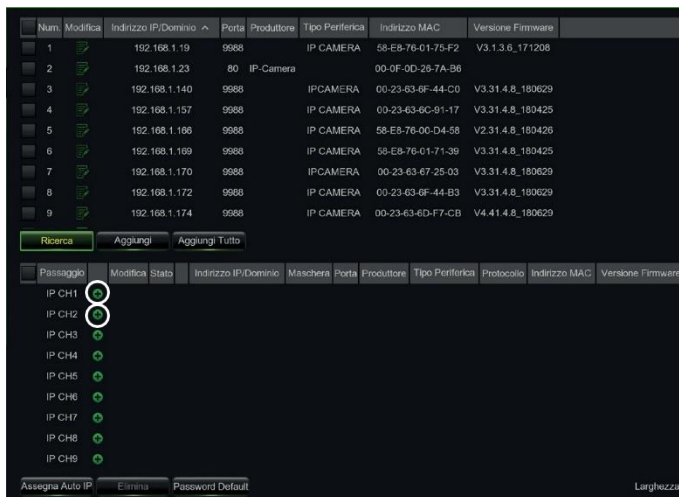 Num. Modifica Indirizzo IP/Dominio Porta Produttore Tipo Periferica Indirizzo MAC Versione Firmware
1 192.168.1.19 9988 IP CAMERA 58-E8-76-01-75-F2 V3.1.3.6_171208
2 192.168.1.23 80 IP-Camera 00-0F-0D-26-7A-B6
3 192.168.1.140 9988 IPCAMERA 00-23-63-6F-44-C0 V3.31.4.8_180629
4 192.168.1.157 9988 IP CAMERA 00-23-63-6C-91-17 V3.31.4.8_180425
5 192.168.1.166 9988 IP CAMERA 58-E8-76-00-D4-58 V2.31.4.8_180426
6 192.168.1.169 9988 IP CAMERA 58-E8-76-01-71-39 V3.31.4.8_180425
7 192.168.1.170 9988 IP CAMERA 00-23-63-67-25-03 V3.31.4.8_180629
8 192.168.1.172 9988 IP CAMERA 00-23-63-6F-44-B3 V3.31.4.8_180629
9 192.168.1.174 9988 IP CAMERA 00-23-63-6D-F7-CB V4.41.4.8_180629
Ricerca Aggiungi Aggiungi Tutto
Passaggio Modifica Stato Indirizzo IP/Dominio Maschera Porta Produttore Tipo Periferica Protocollo Indirizzo MAC Versione Firmware
IP CH1
IP CH2
IP CH3
IP CH4
IP CH5
IP CH6
IP CH7
IP CH8
IP CH9
Assegna Auto IP Elimina Password Default Larghezza